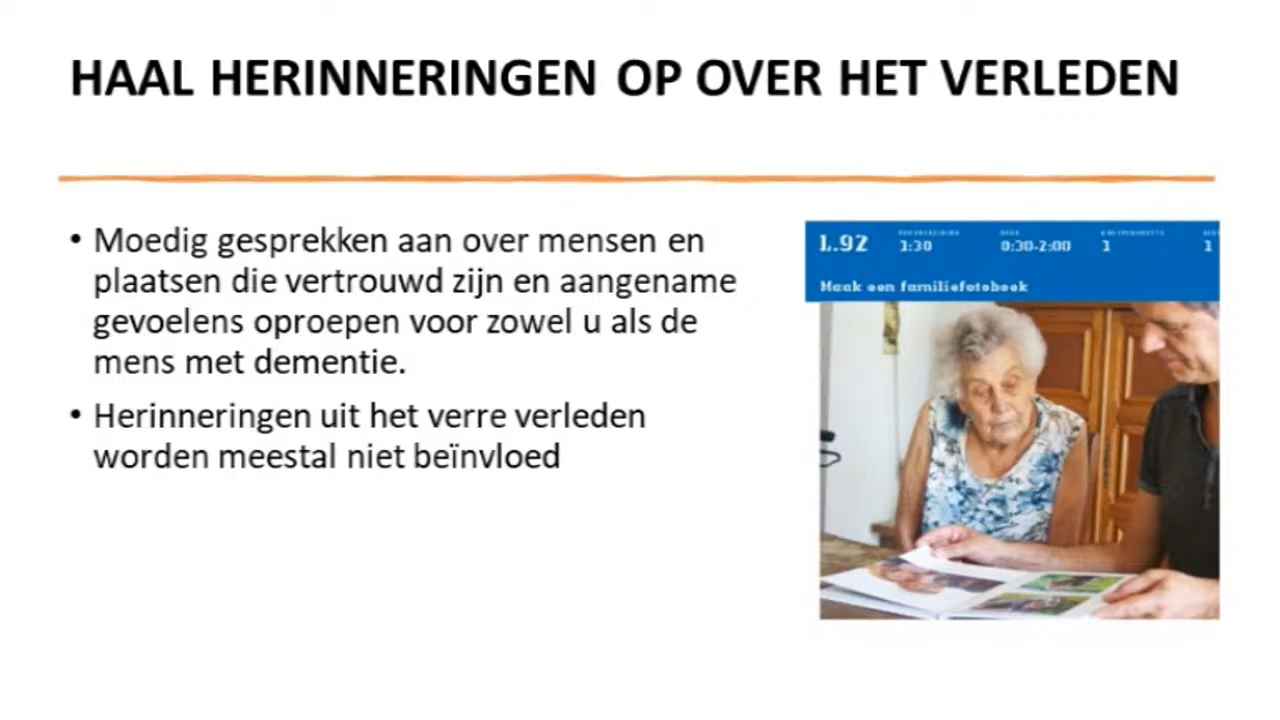 HAAL HERINNERINGEN OP OVER HET VERLEDEN
• Moedig gesprekken aan over mensen en
plaatsen die vertrouwd zijn en aangename
gevoelens oproepen voor zowel u als de
mens met dementie.
• Herinneringen uit het verre verleden
worden meestal niet beïnvloed
L.92 1:30 0:30-2:00 1 1
Maak een familiefotoboek